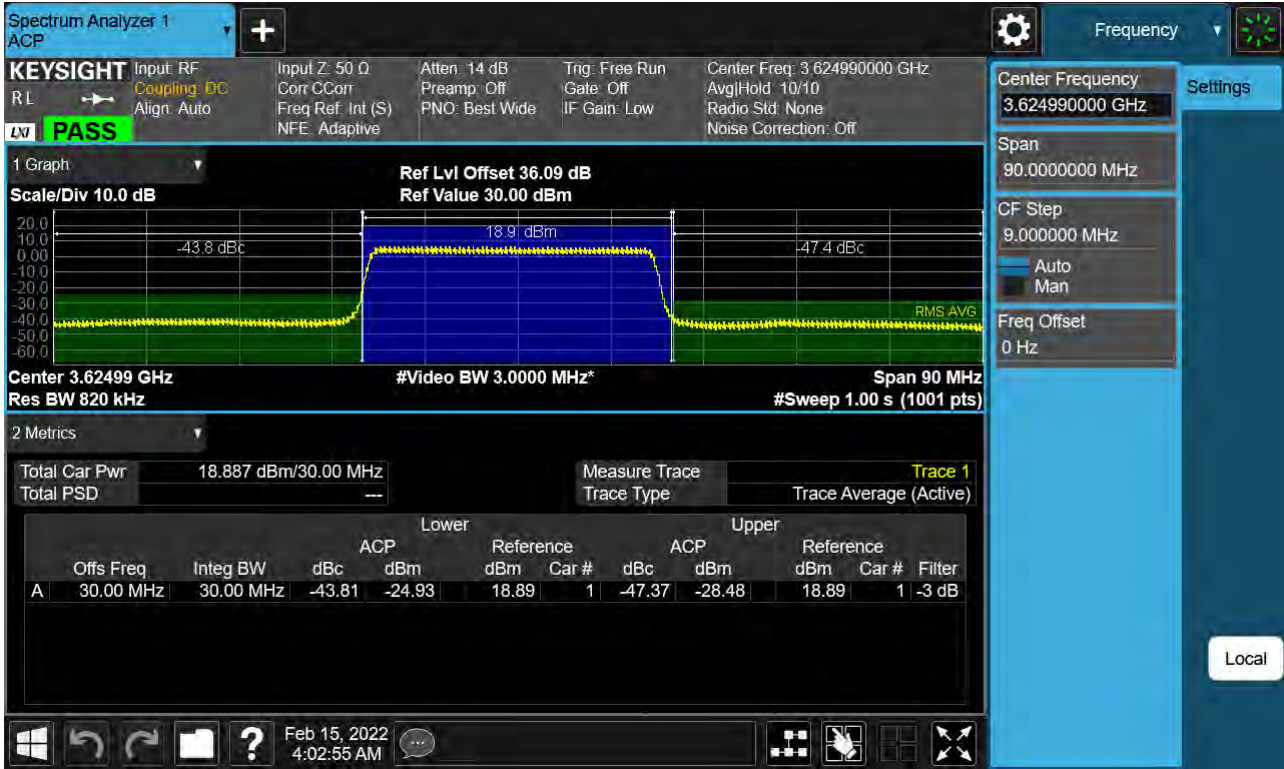 Spectrum Analyzer 1
ACP
Frequency
KEYSIGHT
R L
LXI
PASS
Input: RF
Coupling: DC
Align: Auto
Input Z: 50 Ω
Corr CCorr
Freq Ref: Int (S)
NFE: Adaptive
Atten: 14 dB
Preamp: Off
PNO: Best Wide
Trig: Free Run
Gate: Off
IF Gain: Low
Center Freq: 3.624990000 GHz
Avg|Hold: 10/10
Radio Std: None
Noise Correction: Off
Center Frequency
3.624990000 GHz
Settings
Span
90.0000000 MHz
CF Step
9.000000 MHz
Auto
Man
Freq Offset
0 Hz
Local
1 Graph
Scale/Div 10.0 dB
Ref Lvl Offset 36.09 dB
Ref Value 30.00 dBm
20.0
10.0
0.00
-10.0
-20.0
-30.0
-40.0
-50.0
-60.0
-43.8 dBc
18.9 dBm
-47.4 dBc
RMS AVG
Center 3.62499 GHz
#Video BW 3.0000 MHz*
Span 90 MHz
Res BW 820 kHz
#Sweep 1.00 s (1001 pts)
2 Metrics
Total Car Pwr 18.887 dBm/30.00 MHz
Total PSD ---
Measure Trace Trace 1
Trace Type Trace Average (Active)
Lower Upper
ACP Reference ACP Reference
Offs Freq Integ BW dBc dBm dBm Car # dBc dBm dBm Car # Filter
A 30.00 MHz 30.00 MHz -43.81 -24.93 18.89 1 -47.37 -28.48 18.89 1 -3 dB
?
Feb 15, 2022
4:02:55 AM